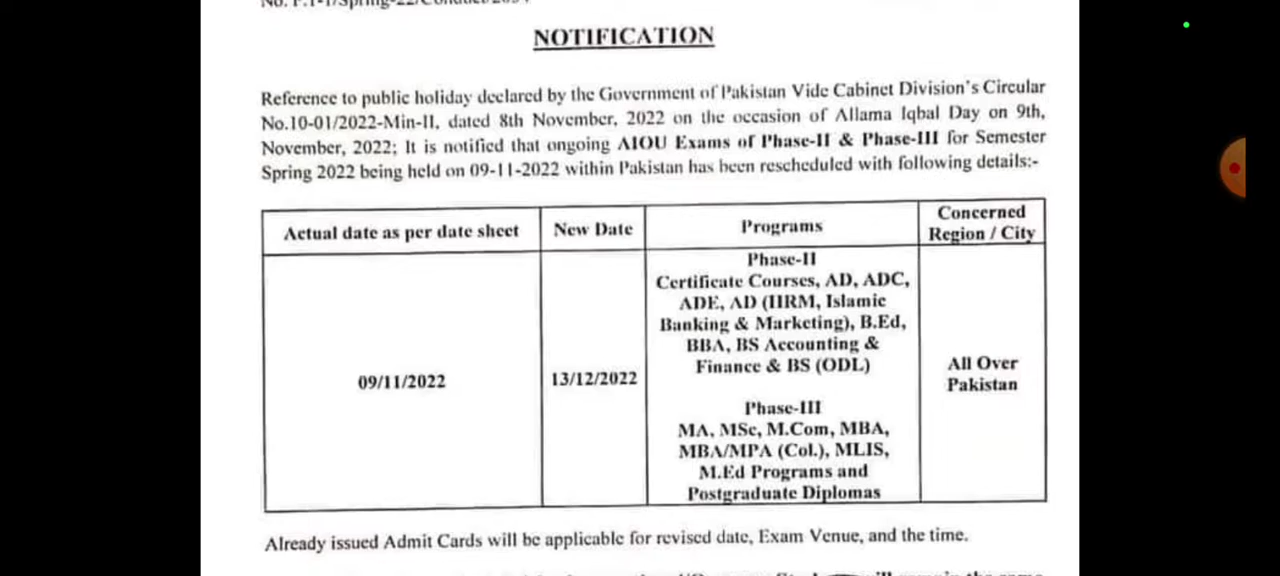 NOTIFICATION
Reference to public holiday declared by the Government of Pakistan Vide Cabinet Division's Circular
No.10-01/2022-Min-II, dated 8th November, 2022 on the occasion of Allama Iqbal Day on 9th,
November, 2022; It is notified that ongoing AIOU Exams of Phase-II & Phase-III for Semester
Spring 2022 being held on 09-11-2022 within Pakistan has been rescheduled with following details:-
Actual date as per date sheet
New Date
Programs
Concerned
Region / City
09/11/2022
13/12/2022
Phase-II
Certificate Courses, AD, ADC,
ADE, AD (HRM, Islamic
Banking & Marketing), B.Ed,
BBA, BS Accounting &
Finance & BS (ODL)
Phase-III
MA, MSc, M.Com, MBA,
MBA/MPA (Col.), MLIS,
M.Ed Programs and
Postgraduate Diplomas
All Over
Pakistan
Already issued Admit Cards will be applicable for revised date, Exam Venue, and the time.